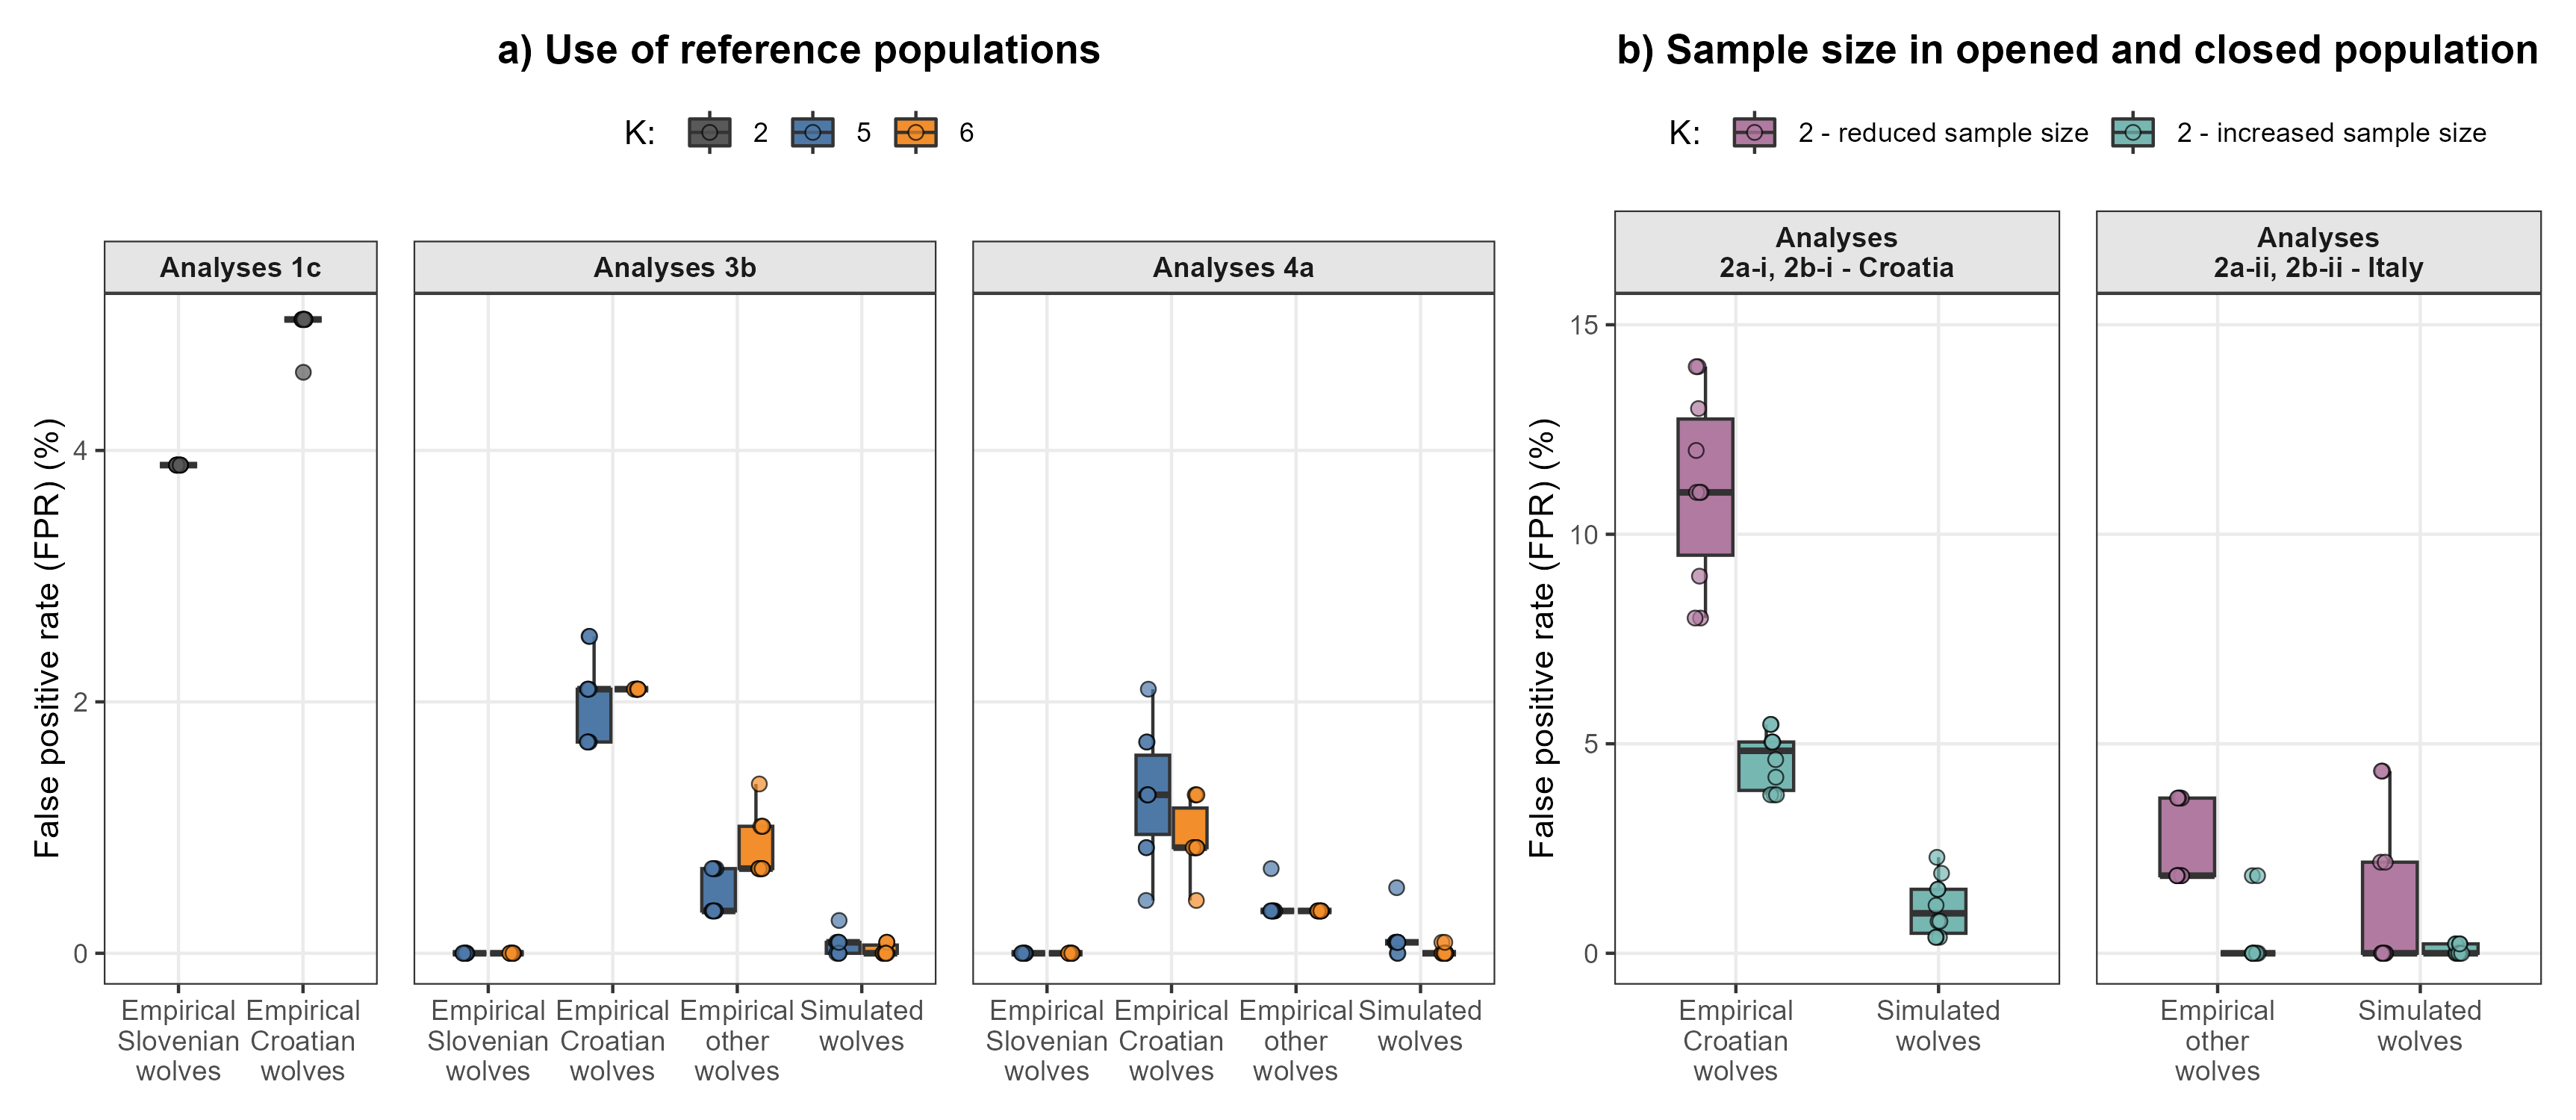 a) Use of reference populations
K: 2 5 6
Analyses 1c
Analyses 3b
Analyses 4a
False positive rate (FPR) (%)
4
2
0
Empirical
Slovenian
wolves
Empirical
Croatian
wolves
Empirical
Slovenian
wolves
Empirical
Croatian
wolves
Empirical
other
wolves
Simulated
wolves
Empirical
Slovenian
wolves
Empirical
Croatian
wolves
Empirical
other
wolves
Simulated
wolves
b) Sample size in opened and closed population
K: 2 - reduced sample size 2 - increased sample size
Analyses
2a-i, 2b-i - Croatia
Analyses
2a-ii, 2b-ii - Italy
False positive rate (FPR) (%)
15
10
5
0
Empirical
Croatian
wolves
Simulated
wolves
Empirical
other
wolves
Simulated
wolves